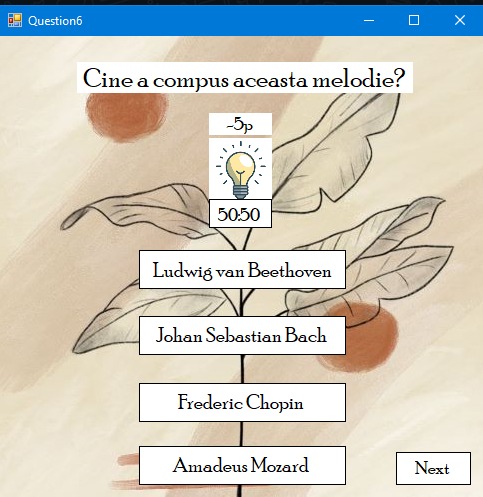 Question6
Cine a compus aceasta melodie?
-5p
50:50
Ludwig van Beethoven
Johan Sebastian Bach
Frederic Chopin
Amadeus Mozard
Next